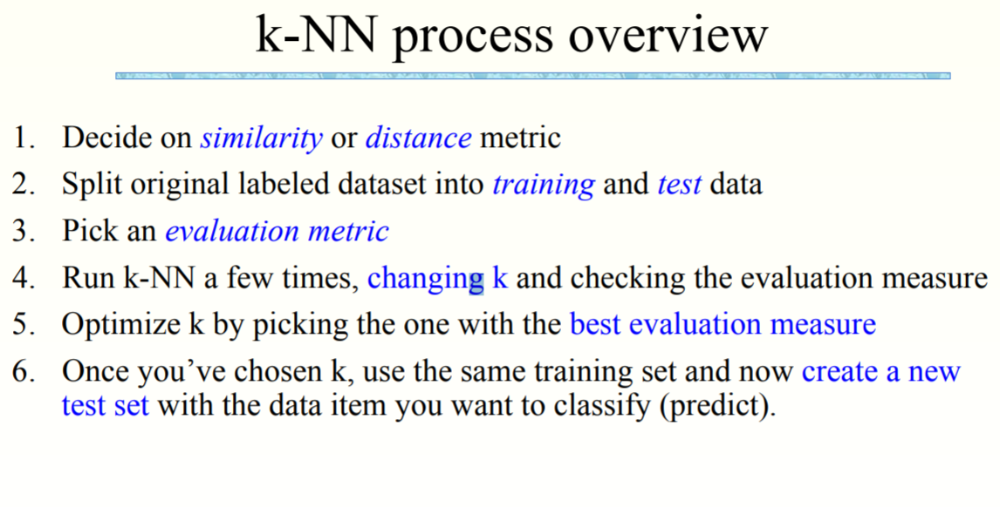 k-NN process overview
1. Decide on similarity or distance metric
2. Split original labeled dataset into training and test data
3. Pick an evaluation metric
4. Run k-NN a few times, changing k and checking the evaluation measure
5. Optimize k by picking the one with the best evaluation measure
6. Once you’ve chosen k, use the same training set and now create a new
test set with the data item you want to classify (predict).